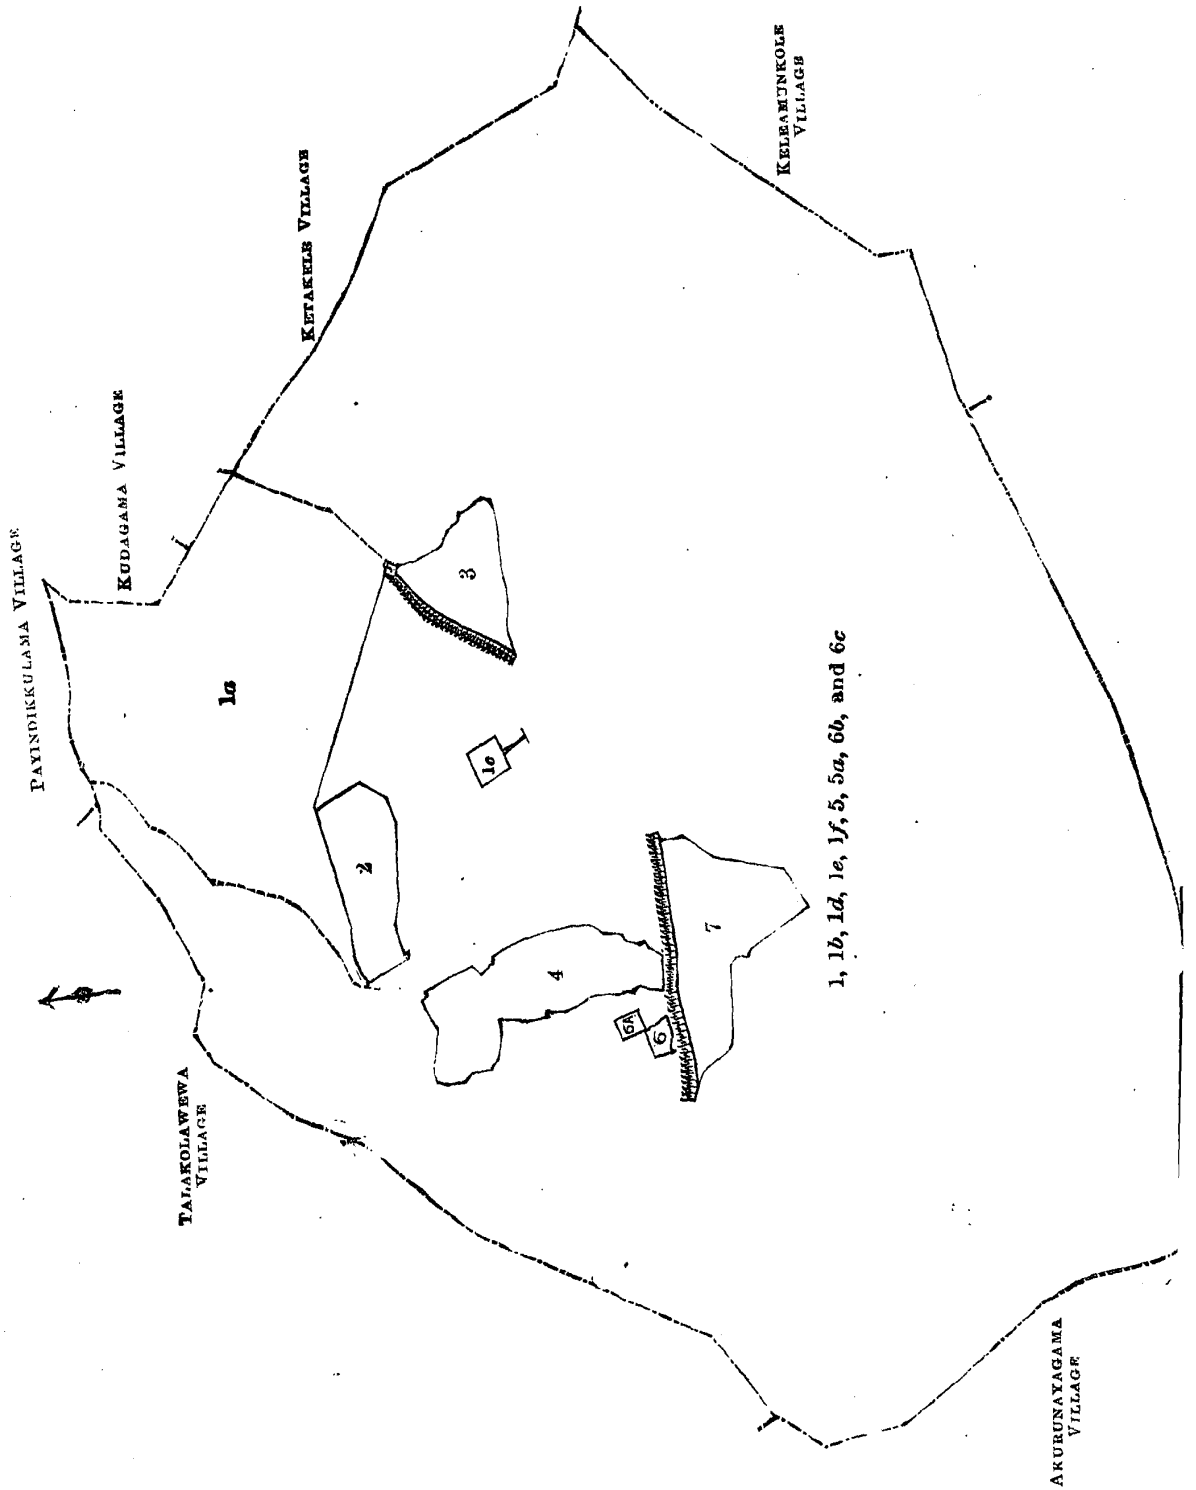 PAYINDIKKULAMA VILLAGE
KUDAGAMA VILLAGE
KETAKELE VILLAGE
TALAKOLAWEWA
VILLAGE
KELEAMUNKOLE
VILLAGE
AKURUNAYAGAMA
VILLAGE
1a
2
3
1c
4
6A
6
7
1, 1b, 1d, 1e, 1f, 5, 5a, 6b, and 6c